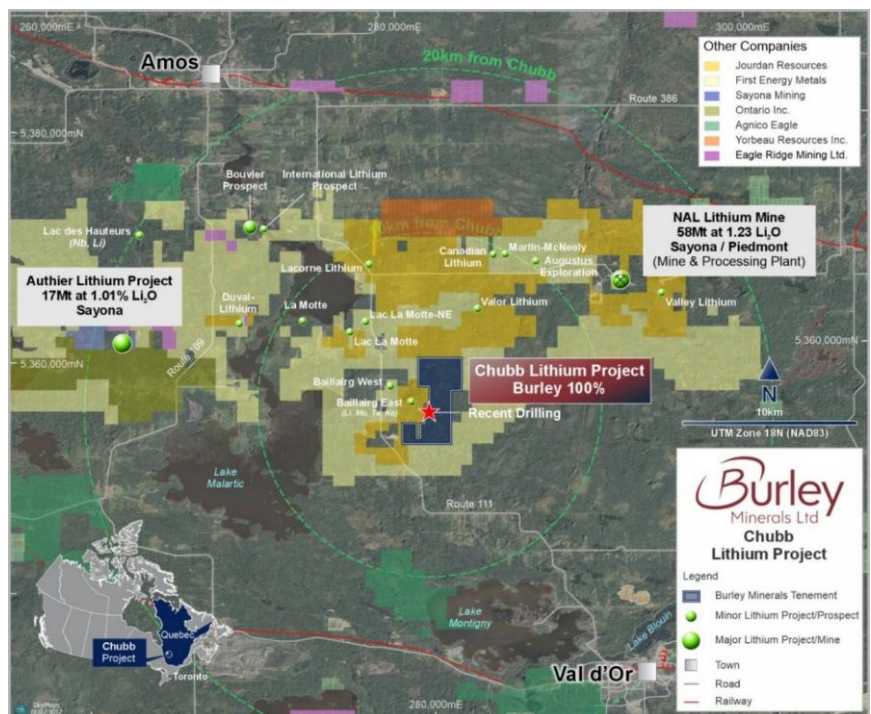 260,000mE
280,000mE
300,000mE
Amos
20km from Chubb
Route 386
Other Companies
Jourdan Resources
First Energy Metals
Sayona Mining
Ontario Inc.
Agnico Eagle
Yorbeau Resources Inc.
Eagle Ridge Mining Ltd.
5,380,000mN
5,380,000mN
Bouvier
Prospect
International Lithium
Prospect
Lac des Hauteurs
(Nb, Li)
km from Chubb
NAL Lithium Mine
58Mt at 1.23 Li2O
Sayona / Piedmont
(Mine & Processing Plant)
Canadian
Lithium
Martin-McNeely
Augustus
Exploration
Lacorne Lithium
Authier Lithium Project
17Mt at 1.01% Li2O
Sayona
Duval-
Lithium
La Motte
Lac La Motte-NE
Lac La Motte
Valor Lithium
Valley Lithium
Route 109
5,360,000mN
5,360,000mN
Chubb Lithium Project
Burley 100%
Baillairg West
Baillairg East
(Li, Mo, Ta, Nb)
Recent Drilling
N
10km
UTM Zone 18N (NAD83)
Lake
Malartic
Route 111
Burley
Minerals Ltd
Chubb
Lithium Project
Legend
Burley Minerals Tenement
Minor Lithium Project/Prospect
Major Lithium Project/Mine
Town
Road
Railway
Lake
Montigny
Lake Blouin
Val d'Or
Quebec
Chubb
Project
Toronto
280,000mE
DigiMaps